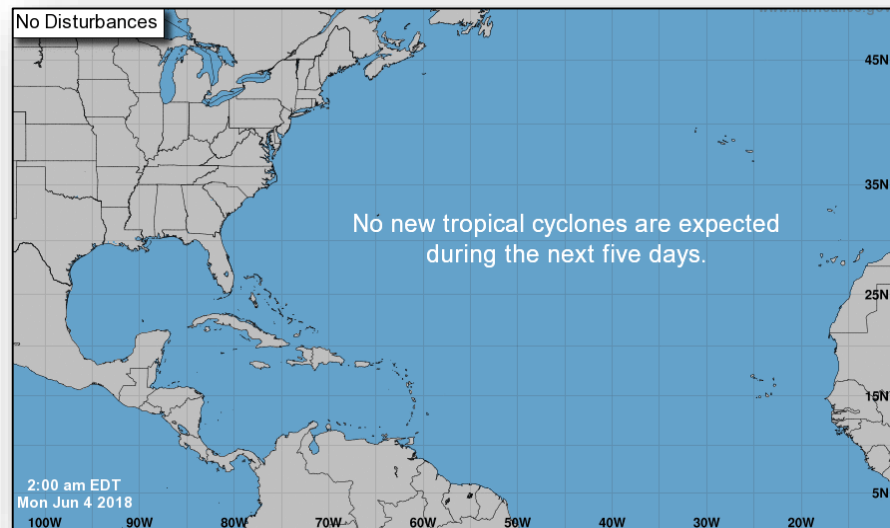 No Disturbances
45N
35N
No new tropical cyclones are expected
during the next five days.
25N
15N
2:00 am EDT
Mon Jun 4 2018
5N
100W 90W 80W 70W 60W 50W 40W 30W 20W